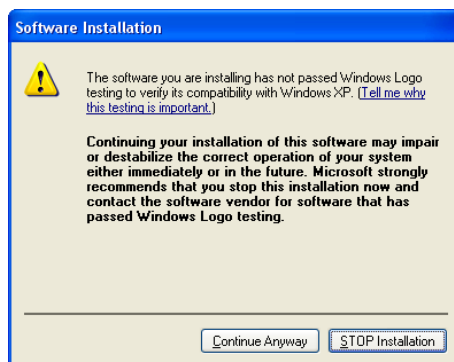 Software Installation
The software you are installing has not passed Windows Logo
testing to verify its compatibility with Windows XP. (Tell me why
this testing is important.)
Continuing your installation of this software may impair
or destabilize the correct operation of your system
either immediately or in the future. Microsoft strongly
recommends that you stop this installation now and
contact the software vendor for software that has
passed Windows Logo testing.
Continue Anyway
STOP Installation